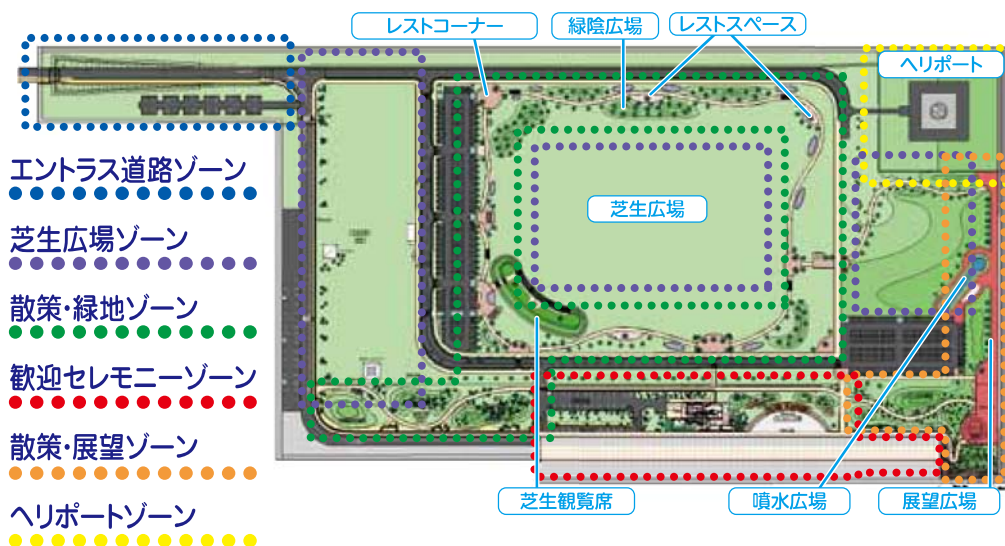 レストコーナー
緑陰広場
レストスペース
ヘリポート
エントラス道路ゾーン
芝生広場
芝生広場ゾーン
散策・緑地ゾーン
歓迎セレモニーゾーン
散策・展望ゾーン
芝生観覧席
噴水広場
展望広場
ヘリポートゾーン